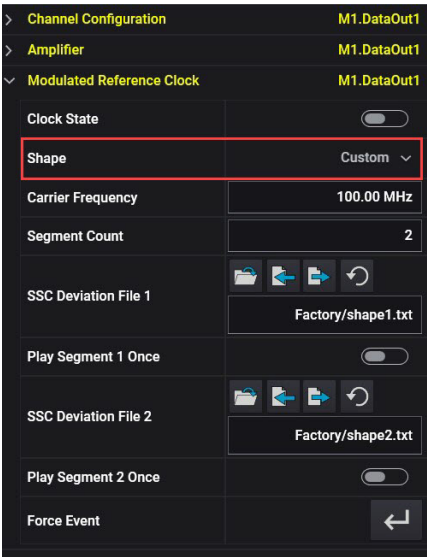 Channel Configuration M1.DataOut1
Amplifier M1.DataOut1
Modulated Reference Clock M1.DataOut1
Clock State
Shape Custom
Carrier Frequency 100.00 MHz
Segment Count 2
SSC Deviation File 1
Factory/shape1.txt
Play Segment 1 Once
SSC Deviation File 2
Factory/shape2.txt
Play Segment 2 Once
Force Event